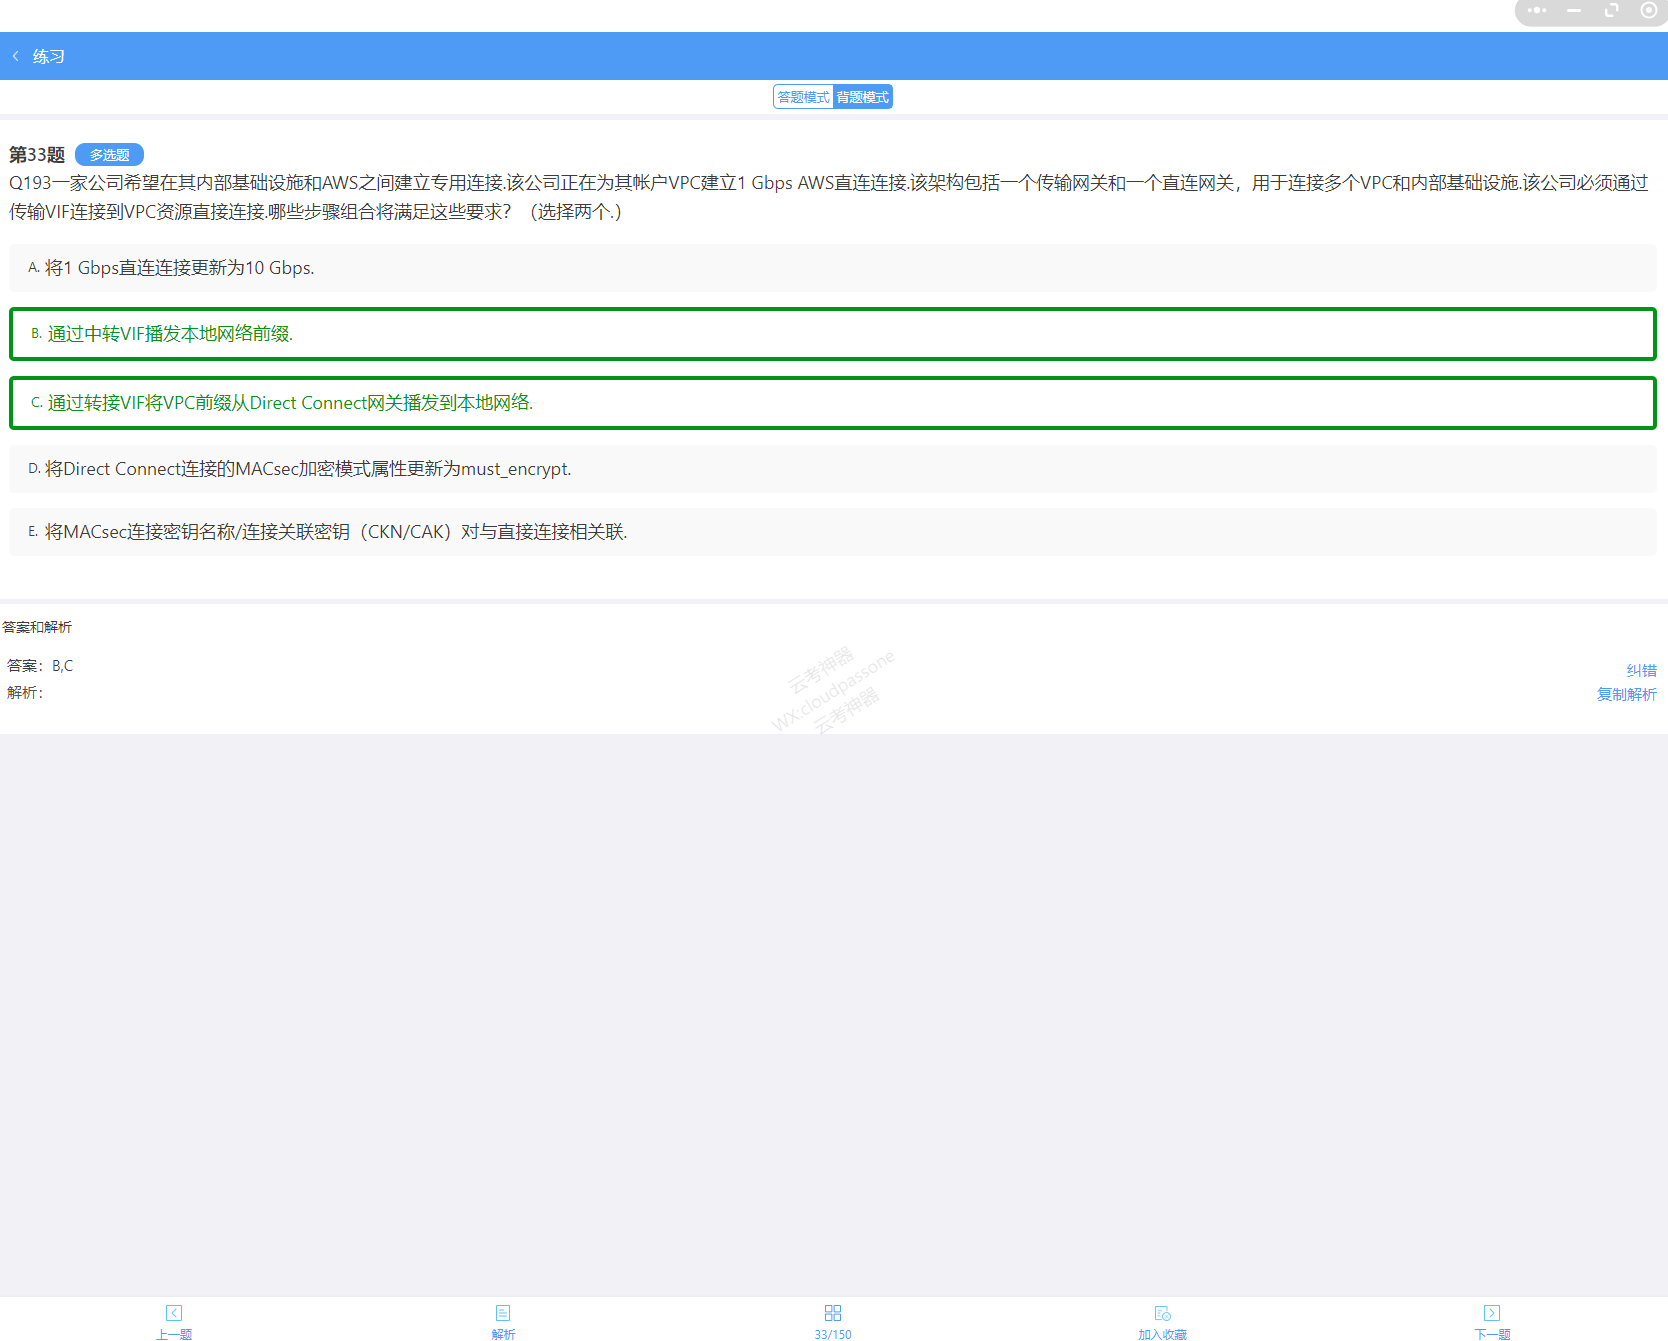 练习
答题模式 背题模式
第33题 多选题
Q193一家公司希望在其内部基础设施和AWS之间建立专用连接.该公司正在为其帐户VPC建立1 Gbps AWS直连连接.该架构包括一个传输网关和一个直连网关，用于连接多个VPC和内部基础设施.该公司必须通过
传输VIF连接到VPC资源直接连接.哪些步骤组合将满足这些要求？（选择两个.）
A. 将1 Gbps直连连接更新为10 Gbps.
B. 通过中转VIF播发本地网络前缀.
C. 通过转接VIF将VPC前缀从Direct Connect网关播发到本地网络.
D. 将Direct Connect连接的MACsec加密模式属性更新为must_encrypt.
E. 将MACsec连接密钥名称/连接关联密钥（CKN/CAK）对与直接连接相关联.
答案和解析
答案：B,C
解析：
纠错
复制解析
云考神器
WX:cloudpassone
云考神器
上一题 解析 33/150 加入收藏 下一题